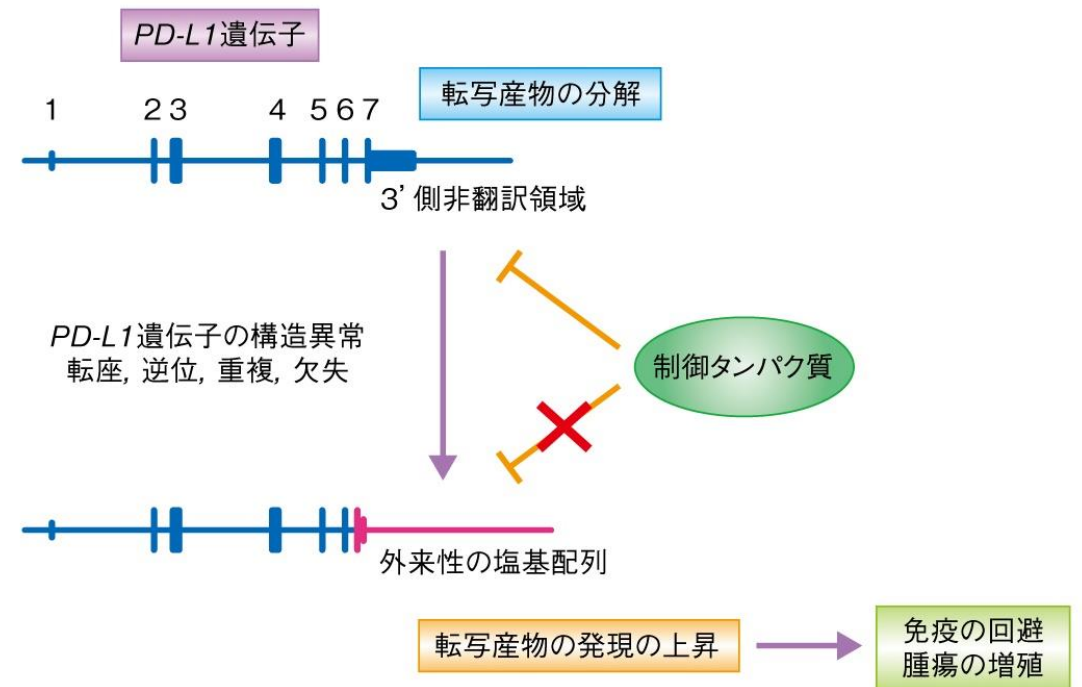 PD-L1遺伝子
転写産物の分解
1 2 3 4 5 6 7
3’側非翻訳領域
PD-L1遺伝子の構造異常
転座, 逆位, 重複, 欠失
制御タンパク質
外来性の塩基配列
転写産物の発現の上昇
免疫の回避
腫瘍の増殖